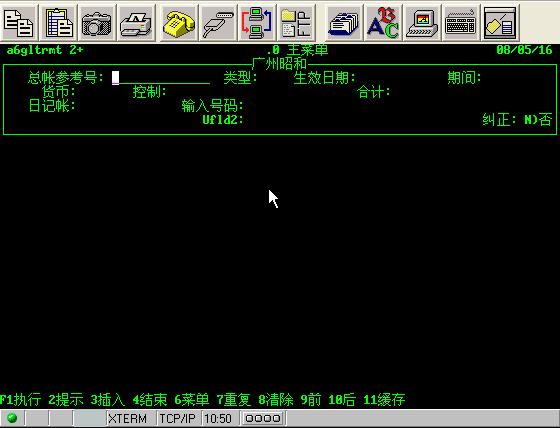 a6gltrmt 2+ .0 主菜单 08/05/16
广州昭和
总帐参考号: 类型: 生效日期: 期间:
货币: 控制: 合计:
日记帐: 输入号码:
Ufld2: 纠正: N)否
F1执行 2提示 3插入 4结束 6菜单 7重复 8清除 9前 10后 11缓存
XTERM TCP/IP 10:50